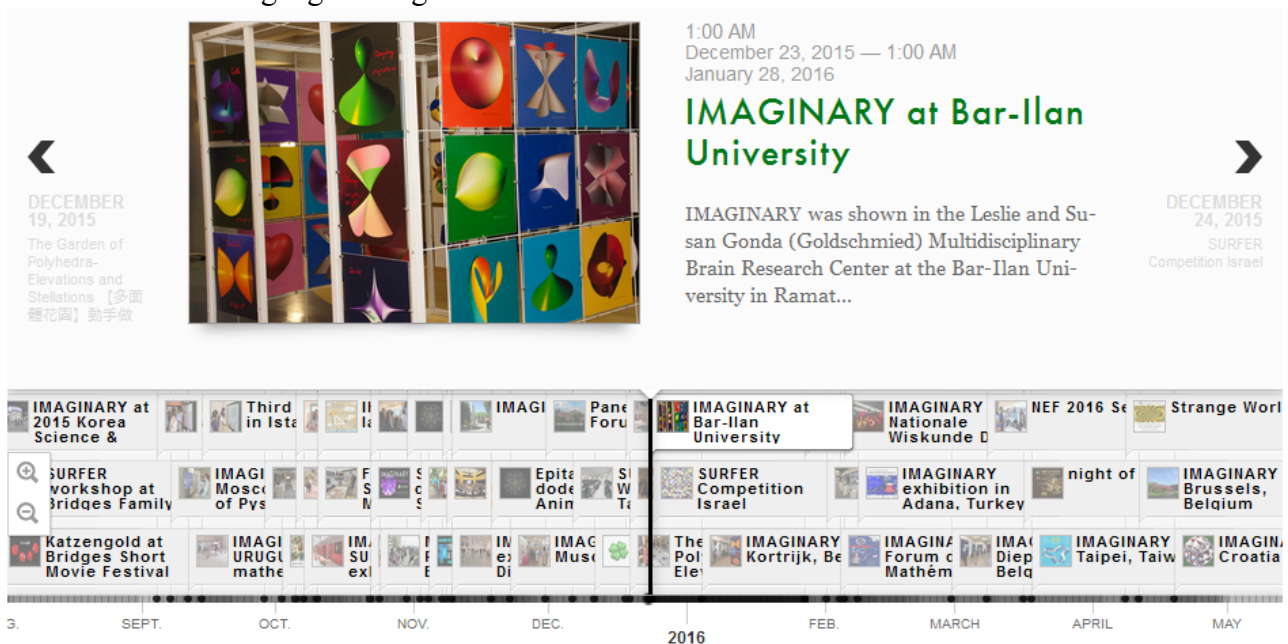 1:00 AM
December 23, 2015 — 1:00 AM
January 28, 2016
IMAGINARY at Bar-Ilan
University
IMAGINARY was shown in the Leslie and Su-
san Gonda (Goldschmied) Multidisciplinary
Brain Research Center at the Bar-Ilan Uni-
versity in Ramat...
DECEMBER
19, 2015
The Garden of
Polyhedra-
Elevations and
Stellations 【多面
體花園】動手做
DECEMBER
24, 2015
SURFER
Competition Israel
IMAGINARY at
2015 Korea
Science &
Third
in Ista
IMAGI
Pane
Foru
IMAGINARY at
Bar-Ilan
University
IMAGINARY
Nationale
Wiskunde D
NEF 2016 Se
Strange Worl
SURFER
workshop at
Bridges Family
IMAGI
Mosco
of Pys
Epita
dode
Anin
SURFER
Competition
Israel
IMAGINARY
exhibition in
Adana, Turkey
night of
IMAGINARY
Brussels,
Belgium
Katzengold at
Bridges Short
Movie Festival
IMAGI
URUGU
mathe
IMA
SU
exl
IM
ex
Di
IMAG
Muse
The
Pol
Elev
IMAGINARY
Kortrijk, Be
IMAGINA
Forum d
Mathém
IMA
Diep
Belg
IMAGINARY
Taipei, Taiw
IMAGINA
Croatia
G. SEPT. OCT. NOV. DEC. 2016 FEB. MARCH APRIL MAY